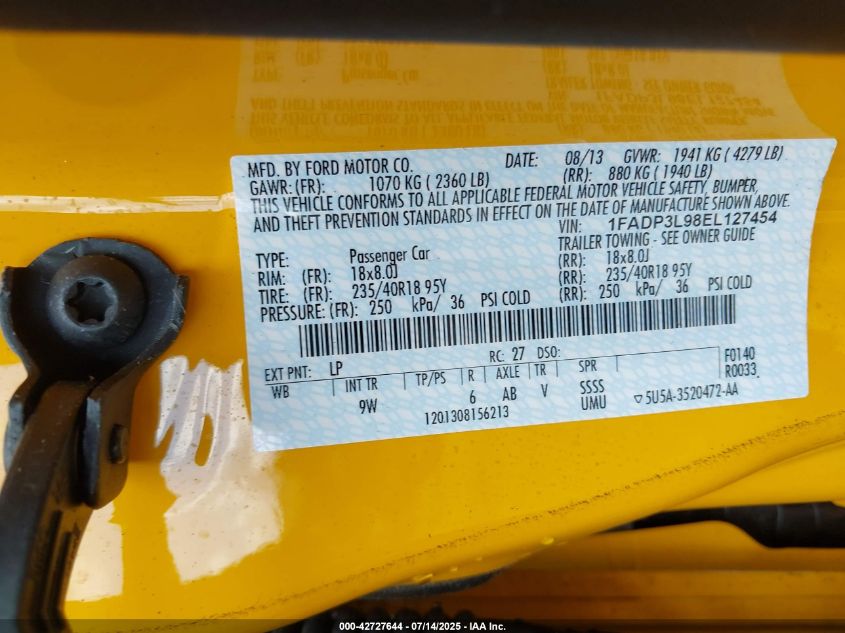 MFD. BY FORD MOTOR CO. DATE: 08/13 GVWR: 1941 KG ( 4279 LB)
GAWR: (FR): 1070 KG ( 2360 LB) (RR): 880 KG ( 1940 LB)
THIS VEHICLE CONFORMS TO ALL APPLICABLE FEDERAL MOTOR VEHICLE SAFETY, BUMPER,
AND THEFT PREVENTION STANDARDS IN EFFECT ON THE DATE OF MANUFACTURE SHOWN ABOVE.
VIN: 1FADP3L98EL127454
TYPE: Passenger Car TRAILER TOWING - SEE OWNER GUIDE
RIM: (FR): 18x8.0J (RR): 18x8.0J
TIRE: (FR): 235/40R18 95Y (RR): 235/40R18 95Y
PRESSURE: (FR): 250 kPa/ 36 PSI COLD (RR): 250 kPa/ 36 PSI COLD
EXT PNT: LP RC: 27 DSO: F0140
WB INT TR TP/PS R AXLE TR SPR R0033
9W 6 AB V SSSS
1201308156213 UMU ▽5U5A-3520472-AA
000-42727644 / 07/14/2025 - IAA Inc.